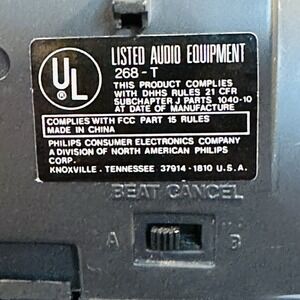 UL
®
LISTED AUDIO EQUIPMENT
268-T
THIS PRODUCT COMPLIES
WITH DHHS RULES 21 CFR
SUBCHAPTER J PARTS 1040-10
AT DATE OF MANUFACTURE
COMPLIES WITH FCC PART 15 RULES
MADE IN CHINA
PHILIPS CONSUMER ELECTRONICS COMPANY
A DIVISION OF NORTH AMERICAN PHILIPS
CORP.
KNOXVILLE. TENNESSEE 37914-1810 U.S.A.
BEAT CANCEL
A B